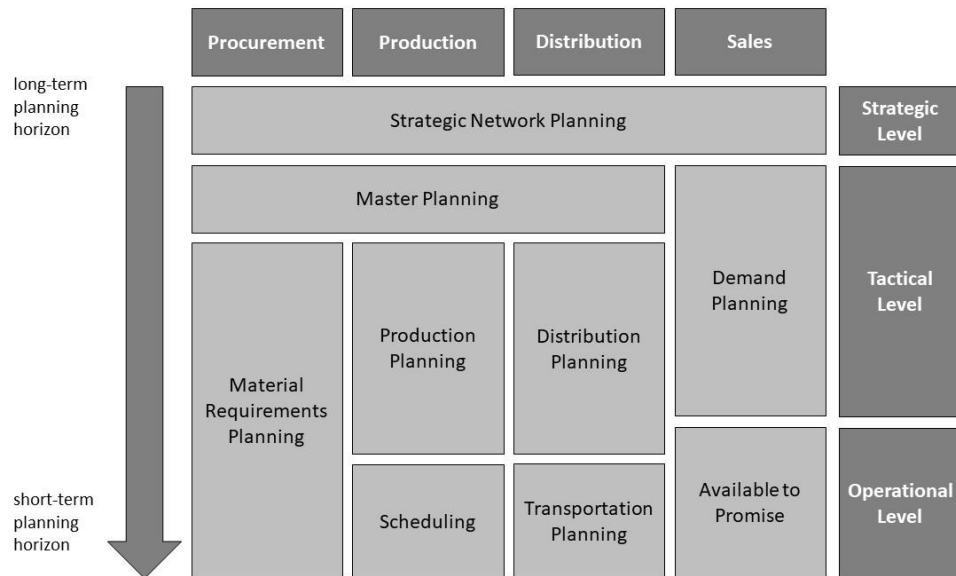 Procurement
Production
Distribution
Sales
long-term
planning
horizon
Strategic Network Planning
Strategic
Level
Master Planning
Demand
Planning
Tactical
Level
Production
Planning
Distribution
Planning
Material
Requirements
Planning
short-term
planning
horizon
Scheduling
Transportation
Planning
Available to
Promise
Operational
Level